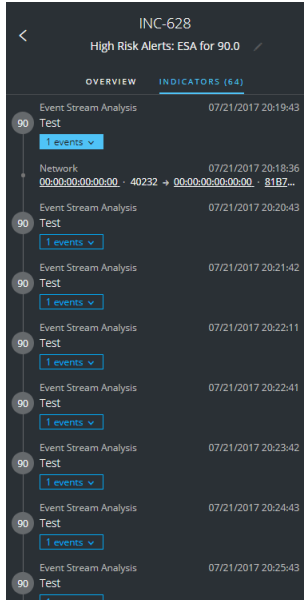 INC-628
High Risk Alerts: ESA for 90.0
OVERVIEW INDICATORS (64)
Event Stream Analysis 07/21/2017 20:19:43
90 Test
1 events
Network 07/21/2017 20:18:36
00:00:00:00:00:00 · 40232 → 00:00:00:00:00:00 · 81B7...
Event Stream Analysis 07/21/2017 20:20:43
90 Test
1 events
Event Stream Analysis 07/21/2017 20:21:42
90 Test
1 events
Event Stream Analysis 07/21/2017 20:22:11
90 Test
1 events
Event Stream Analysis 07/21/2017 20:22:41
90 Test
1 events
Event Stream Analysis 07/21/2017 20:23:42
90 Test
1 events
Event Stream Analysis 07/21/2017 20:24:43
90 Test
1 events
Event Stream Analysis 07/21/2017 20:25:43
90 Test